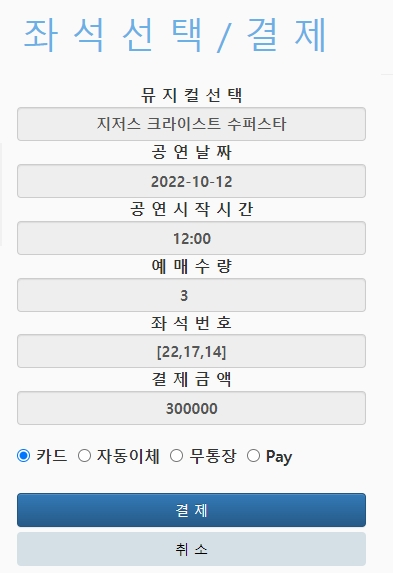 좌 석 선 택 / 결 제
뮤 지 컬 선 택
지저스 크라이스트 수퍼스타
공 연 날 짜
2022-10-12
공 연 시 작 시 간
12:00
예 매 수 량
3
좌 석 번 호
[22,17,14]
결 제 금 액
300000
카드 자동이체 무통장 Pay
결 제
취 소